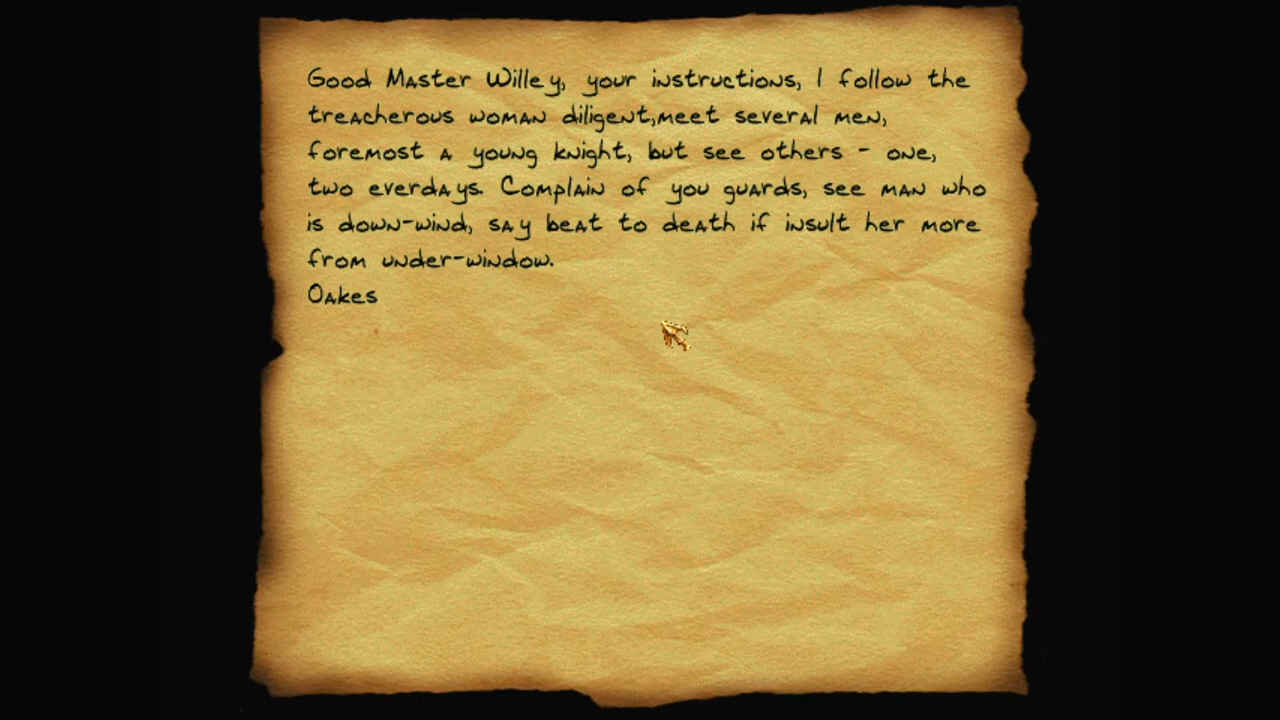 Good Master Willey, your instructions, I follow the
treacherous woman diligent,meet several men,
foremost a young knight, but see others - one,
two everdays. Complain of you guards, see man who
is down-wind, say beat to death if insult her more
from under-window.
Oakes